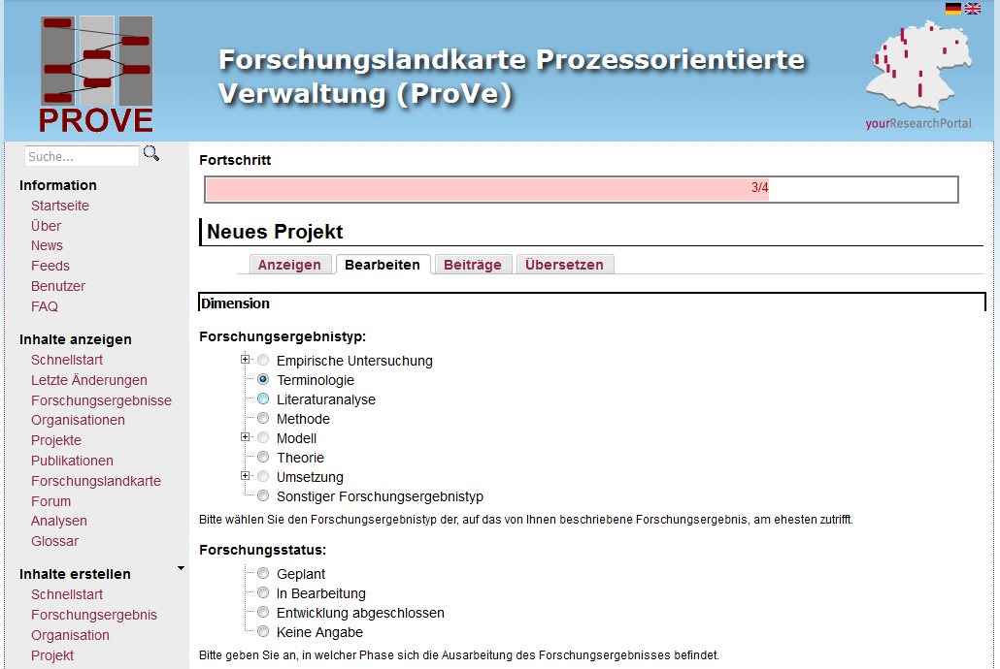 PROVE
Forschungslandkarte Prozessorientierte
Verwaltung (ProVe)
yourResearchPortal
Suche...
Information
Startseite
Über
News
Feeds
Benutzer
FAQ
Inhalte anzeigen
Schnellstart
Letzte Änderungen
Forschungsergebnisse
Organisationen
Projekte
Publikationen
Forschungslandkarte
Forum
Analysen
Glossar
Inhalte erstellen
Schnellstart
Forschungsergebnis
Organisation
Projekt
Fortschritt
3/4
Neues Projekt
Anzeigen Bearbeiten Beiträge Übersetzen
Dimension
Forschungsergebnistyp:
Empirische Untersuchung
Terminologie
Literaturanalyse
Methode
Modell
Theorie
Umsetzung
Sonstiger Forschungsergebnistyp
Bitte wählen Sie den Forschungsergebnistyp der, auf das von Ihnen beschriebene Forschungsergebnis, am ehesten zutrifft.
Forschungsstatus:
Geplant
In Bearbeitung
Entwicklung abgeschlossen
Keine Angabe
Bitte geben Sie an, in welcher Phase sich die Ausarbeitung des Forschungsergebnisses befindet.